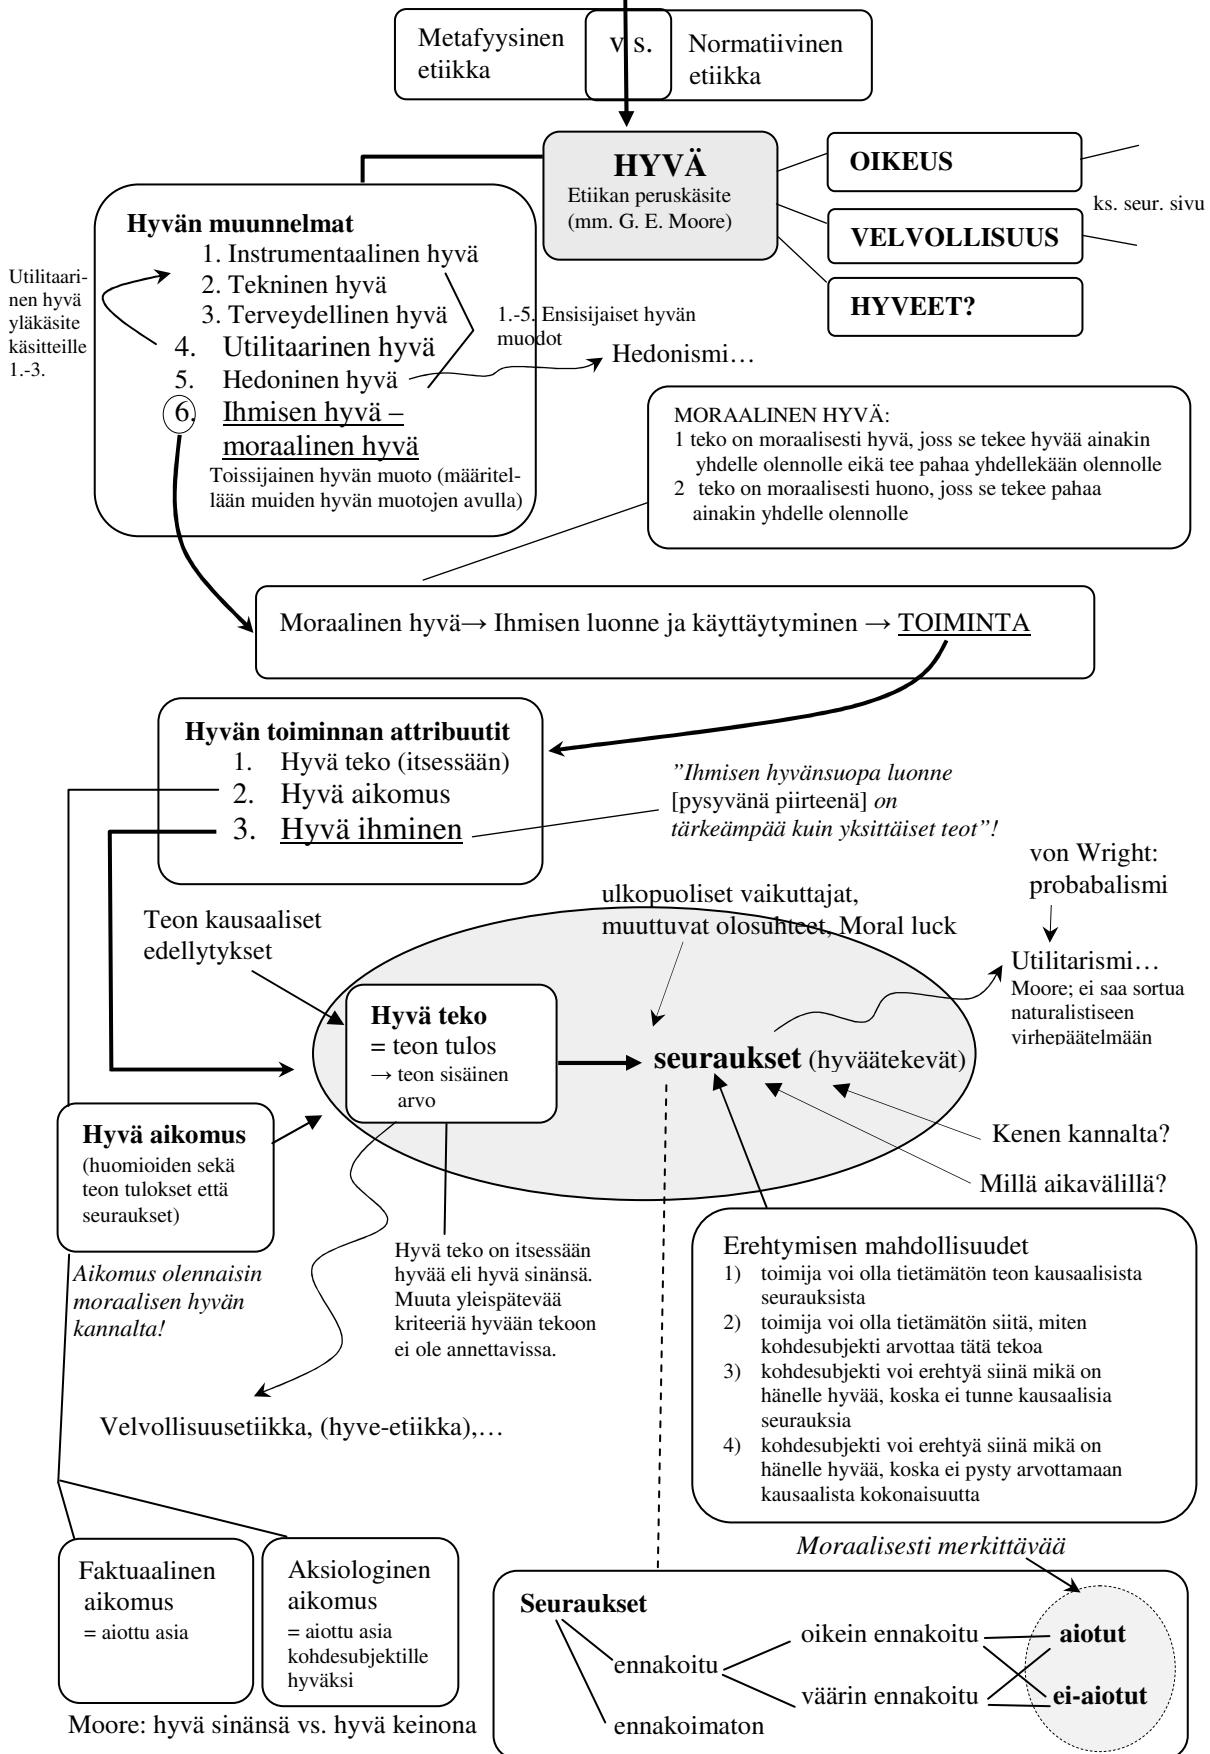 Metafyysinen
etiikka
v.s.
Normatiivinen
etiikka
HYVÄ
Etiikan peruskäsite
(mm. G. E. Moore)
OIKEUS
ks. seur. sivu
VELVOLLISUUS
HYVEET?
Hyvän muunnelmat
1. Instrumentaalinen hyvä
2. Tekninen hyvä
3. Terveydellinen hyvä
4. Utilitaarinen hyvä
5. Hedoninen hyvä
6. Ihmisen hyvä –
moraalinen hyvä
Toissijainen hyvän muoto (määritel-
lään muiden hyvän muotojen avulla)
Utilitaari-
nen hyvä
yläkäsite
käsitteille
1.-3.
1.-5. Ensisijaiset hyvän
muodot
Hedonismi…
MORAALINEN HYVÄ:
1 teko on moraalisesti hyvä, joss se tekee hyvää ainakin
yhdelle olennolle eikä tee pahaa yhdellekään olennolle
2 teko on moraalisesti huono, joss se tekee pahaa
ainakin yhdelle olennolle
Moraalinen hyvä→ Ihmisen luonne ja käyttäytyminen → TOIMINTA
Hyvän toiminnan attribuutit
1. Hyvä teko (itsessään)
2. Hyvä aikomus
3. Hyvä ihminen
”Ihmisen hyvänsuopa luonne
[pysyvänä piirteenä] on
tärkeämpää kuin yksittäiset teot”!
von Wright:
probabalismi
Utilitarismi…
Moore; ei saa sortua
naturalistiseen
virhepäätelmään
Teon kausaaliset
edellytykset
ulkopuoliset vaikuttajat,
muuttuvat olosuhteet, Moral luck
Hyvä teko
= teon tulos
→ teon sisäinen
arvo
seuraukset (hyväätekevät)
Kenen kannalta?
Millä aikavälillä?
Hyvä aikomus
(huomioiden sekä
teon tulokset että
seuraukset)
Aikomus olennaisin
moraalisen hyvän
kannalta!
Hyvä teko on itsessään
hyvää eli hyvä sinänsä.
Muuta yleispätevää
kriteeriä hyvään tekoon
ei ole annettavissa.
Velvollisuusetiikka, (hyve-etiikka),…
Erehtymisen mahdollisuudet
1) toimija voi olla tietämätön teon kausaalisista
seurauksista
2) toimija voi olla tietämätön siitä, miten
kohdesubjekti arvottaa tätä tekoa
3) kohdesubjekti voi erehtyä siinä mikä on
hänelle hyvää, koska ei tunne kausaalisia
seurauksia
4) kohdesubjekti voi erehtyä siinä mikä on
hänelle hyvää, koska ei pysty arvottamaan
kausaalista kokonaisuutta
Faktuaalinen
aikomus
= aiottu asia
Aksiologinen
aikomus
= aiottu asia
kohdesubjektille
hyväksi
Moore: hyvä sinänsä vs. hyvä keinona
Moraalisesti merkittävää
Seuraukset
ennakoitu
ennakoimaton
oikein ennakoitu
väärin ennakoitu
aiotut
ei-aiotut